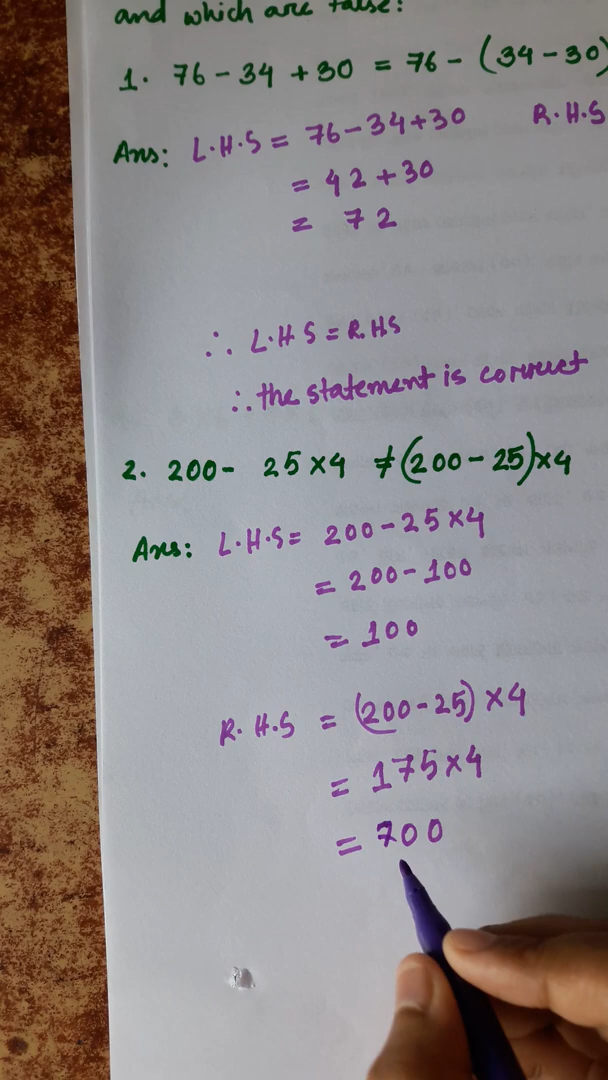 and which are false:
1. 76 - 34 + 30 = 76 - (34 - 30)
Ans: L.H.S = 76 - 34 + 30 R.H.S
= 42 + 30
= 72
∴ L.H.S = R.HS
∴ the statement is correct
2. 200 - 25 × 4 ≠ (200 - 25) × 4
Ans: L.H.S = 200 - 25 × 4
= 200 - 100
= 100
R.H.S = (200 - 25) × 4
= 175 × 4
= 700